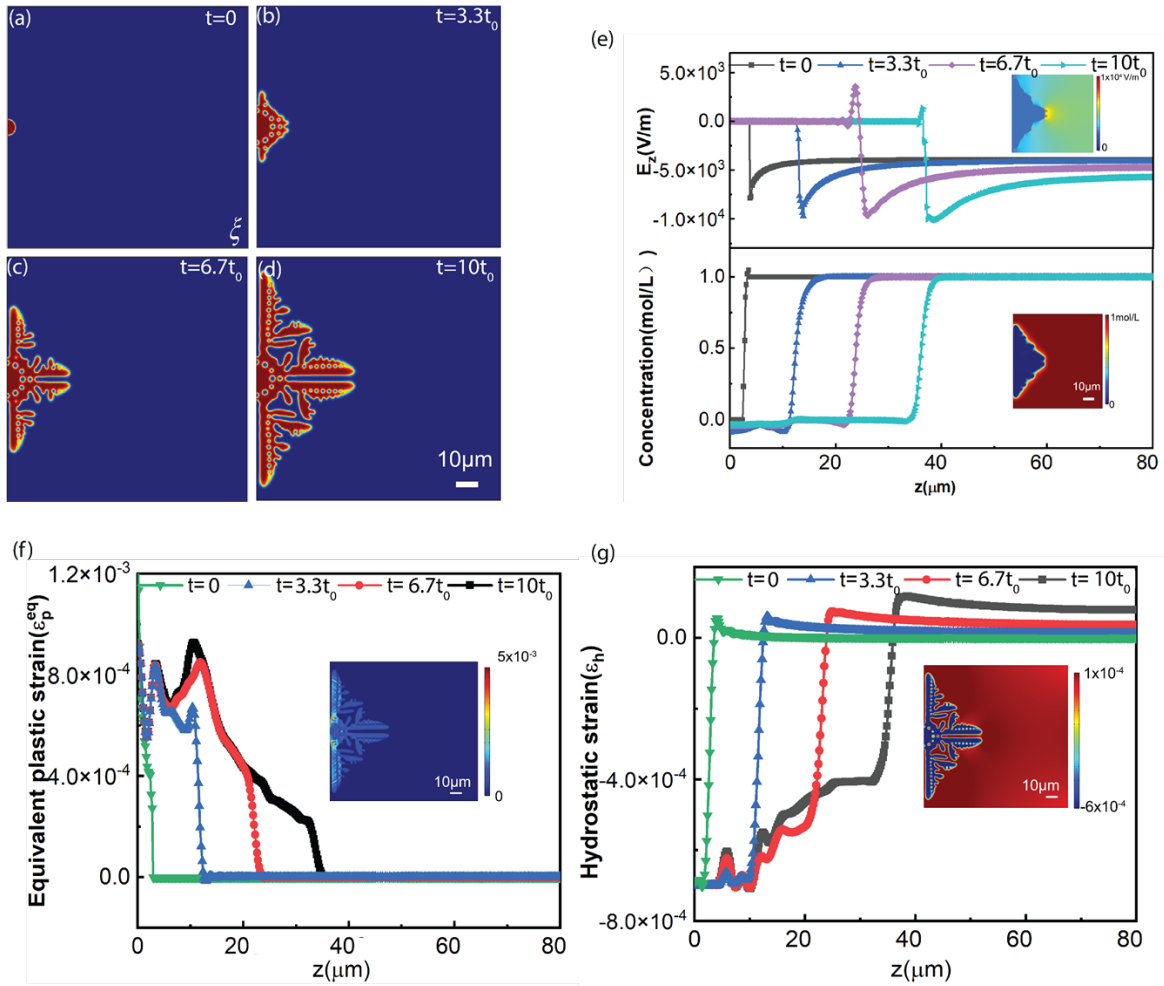 (a)
t=0
ξ
(b)
t=3.3t₀
(c)
t=6.7t₀
(d)
t=10t₀
10μm
(e)
t= 0
t=3.3t₀
t=6.7t₀
t=10t₀
5.0×10³
0.0
-5.0×10³
-1.0×10⁴
E_z(V/m)
1x10⁴ V/m
0
1.0
0.5
0.0
Concentration(mol/L)
1mol/L
10μm
0
0
20
40
60
80
z(μm)
(f)
t= 0
t=3.3t₀
t= 6.7t₀
t=10t₀
1.2×10⁻³
8.0×10⁻⁴
4.0×10⁻⁴
0.0
Equivalent plastic strain(ε_p^eq)
5x10⁻³
10μm
0
0
20
40
60
80
z(μm)
(g)
t= 0
t=3.3t₀
t= 6.7t₀
t= 10t₀
0.0
-4.0×10⁻⁴
-8.0×10⁻⁴
Hydrostatic strain(ε_h)
1x10⁻⁴
10μm
-6x10⁻⁴
0
20
40
60
80
z(μm)